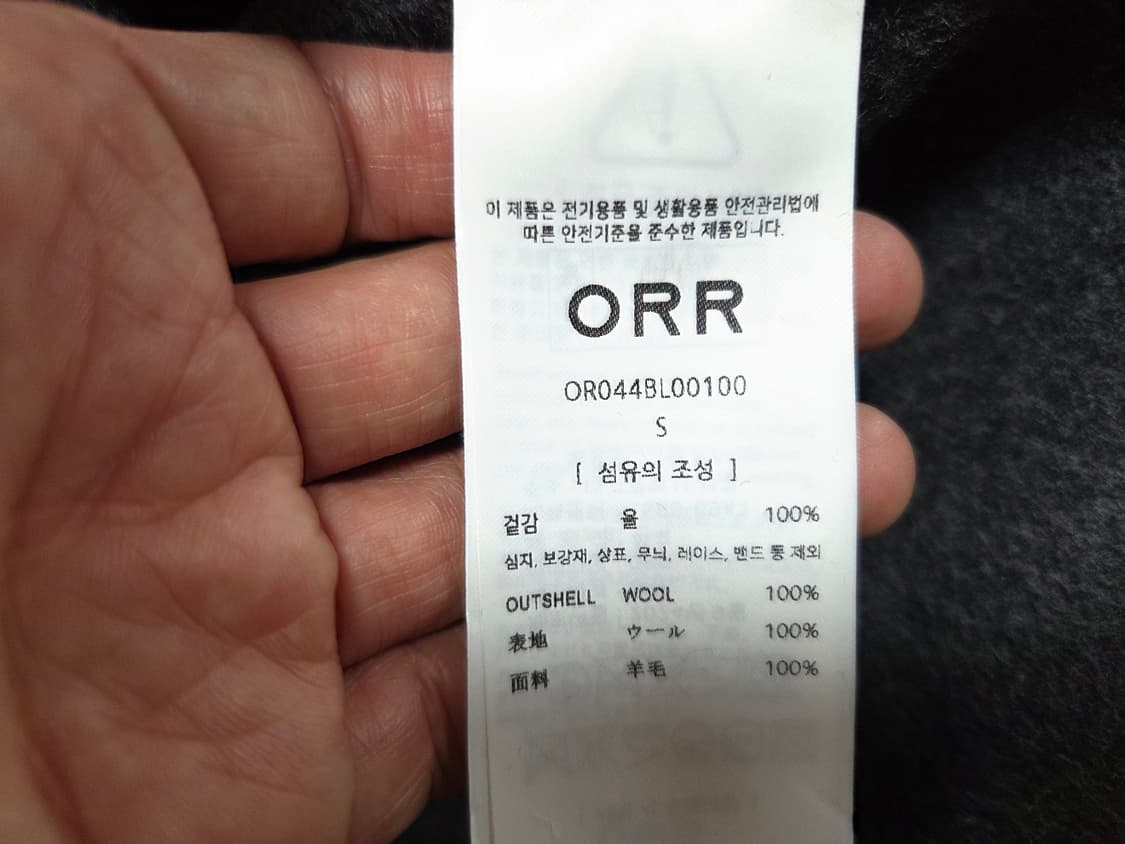 이 제품은 전기용품 및 생활용품 안전관리법에
따른 안전기준을 준수한 제품입니다.
ORR
OR044BL00100
S
[ 섬유의 조성 ]
겉감 울 100%
심지, 보강재, 상표, 무늬, 레이스, 밴드 등 제외
OUTSHELL WOOL 100%
表地 ウール 100%
面料 羊毛 100%